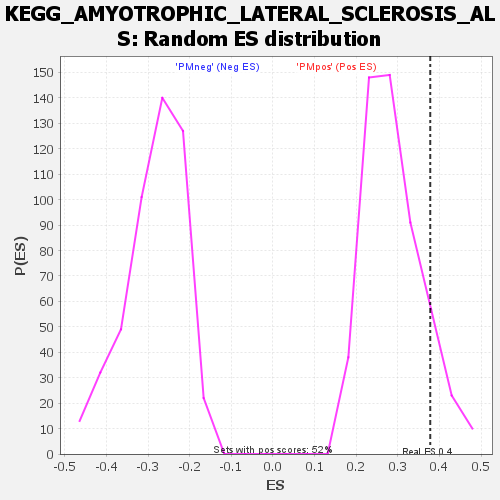 KEGG_AMYOTROPHIC_LATERAL_SCLEROSIS_AL
S: Random ES distribution
'PMneg' (Neg ES) 'PMpos' (Pos ES)
150
140
130
120
110
100
90
80
70
60
50
40
30
20
10
0
P(ES)
Sets with pos scores: 52%
Real ES 0.4
-0.5 -0.4 -0.3 -0.2 -0.1 0.0 0.1 0.2 0.3 0.4 0.5
ES